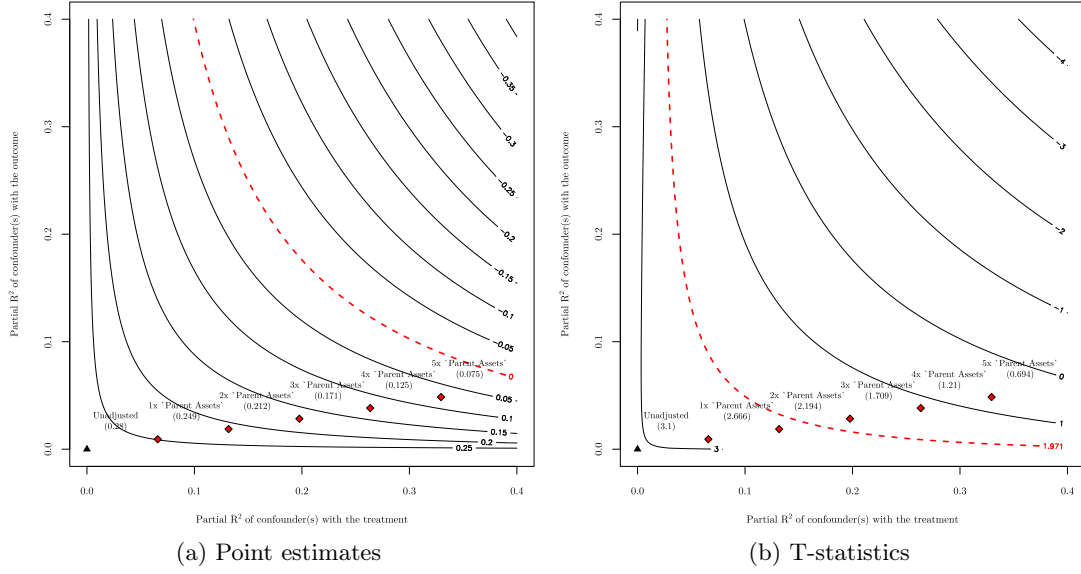 0.4
0.3
0.2
0.1
0.0
Partial R² of confounder(s) with the outcome
−0.35
−0.3
−0.25
−0.2
−0.15
−0.1
−0.05
0
0.05
0.1
0.15
0.2
0.25
Unadjusted
(0.28)
1x `Parent Assets`
(0.249)
2x `Parent Assets`
(0.212)
3x `Parent Assets`
(0.171)
4x `Parent Assets`
(0.125)
5x `Parent Assets`
(0.075)
0.0 0.1 0.2 0.3 0.4
Partial R² of confounder(s) with the treatment
(a) Point estimates
0.4
0.3
0.2
0.1
0.0
Partial R² of confounder(s) with the outcome
−4
−3
−2
−1
0
1
1.971
3
Unadjusted
(3.1)
1x `Parent Assets`
(2.666)
2x `Parent Assets`
(2.194)
3x `Parent Assets`
(1.709)
4x `Parent Assets`
(1.21)
5x `Parent Assets`
(0.694)
0.0 0.1 0.2 0.3 0.4
Partial R² of confounder(s) with the treatment
(b) T-statistics